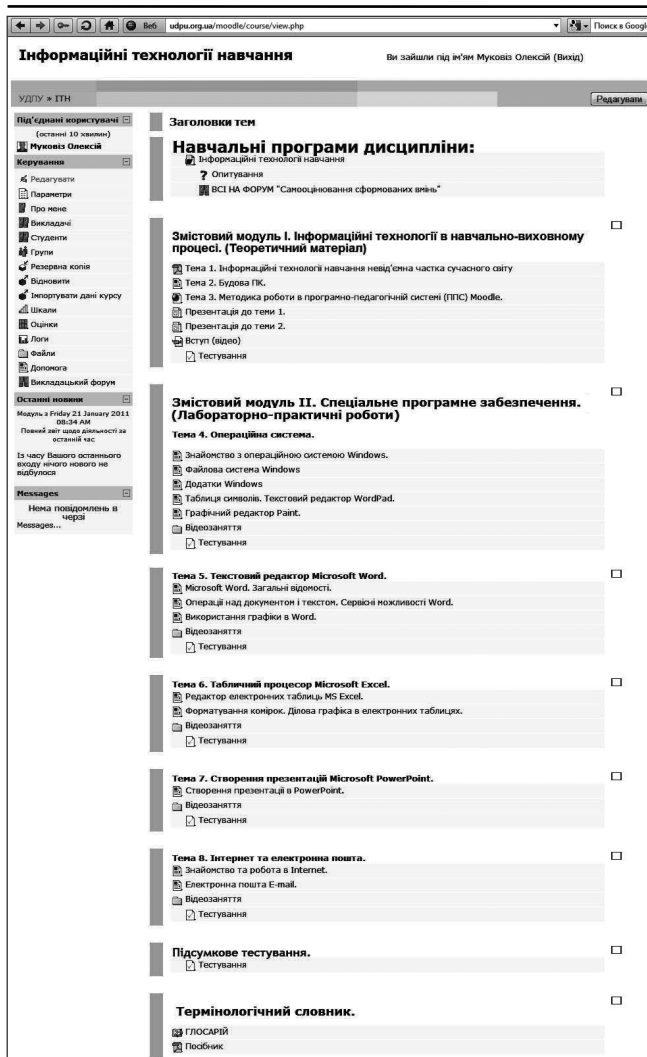 Веб
udpu.org.ua/moodle/course/view.php
Поиск в Google
Інформаційні технології навчання
Ви зайшли під ім'ям Муковіз Олексій (Вихід)
УДПУ » ІТН
Редагувати
Під'єднані користувачі
(останні 10 хвилин)
Муковіз Олексій
Керування
Редагувати
Параметри
Про мене
Викладачі
Студенти
Групи
Резервна копія
Відновити
Імпортувати дані курсу
Шкали
Оцінки
Логи
Файли
Допомога
Викладацький форум
Останні новини
Модуль з Friday 21 January 2011
08:34 AM
Повний звіт щодо діяльності за
останній час
Із часу Вашого останнього
входу нічого нового не
відбулося
Messages
Нема повідомлень в
черзі
Messages...
Заголовки тем
Навчальні програми дисципліни:
Інформаційні технології навчання
Опитування
ВСІ НА ФОРУМ "Самооцінювання сформованих вмінь"
Змістовий модуль І. Інформаційні технології в навчально-виховному
процесі. (Теоретичний матеріал)
Тема 1. Інформаційні технології навчання невід'ємна частка сучасного світу
Тема 2. Будова ПК.
Тема 3. Методика роботи в програмно-педагогічній системі (ППС) Moodle.
Презентація до теми 1.
Презентація до теми 2.
Вступ (відео)
Тестування
Змістовий модуль ІІ. Спеціальне програмне забезпечення.
(Лабораторно-практичні роботи)
Тема 4. Операційна система.
Знайомство з операційною системою Windows.
Файлова система Windows
Додатки Windows
Таблиця символів. Текстовий редактор WordPad.
Графічний редактор Paint.
Відеозаняття
Тестування
Тема 5. Текстовий редактор Microsoft Word.
Microsoft Word. Загальні відомості.
Операції над документом і текстом. Сервісні можливості Word.
Використання графіки в Word.
Відеозаняття
Тестування
Тема 6. Табличний процесор Microsoft Excel.
Редактор електронних таблиць MS Excel.
Форматування комірок. Ділова графіка в електронних таблицях.
Відеозаняття
Тестування
Тема 7. Створення презентацій Microsoft PowerPoint.
Створення презентації в PowerPoint.
Відеозаняття
Тестування
Тема 8. Інтернет та електронна пошта.
Знайомство та робота в Internet.
Електронна пошта E-mail.
Відеозаняття
Тестування
Підсумкове тестування.
Тестування
Термінологічний словник.
ГЛОСАРІЙ
Посібник